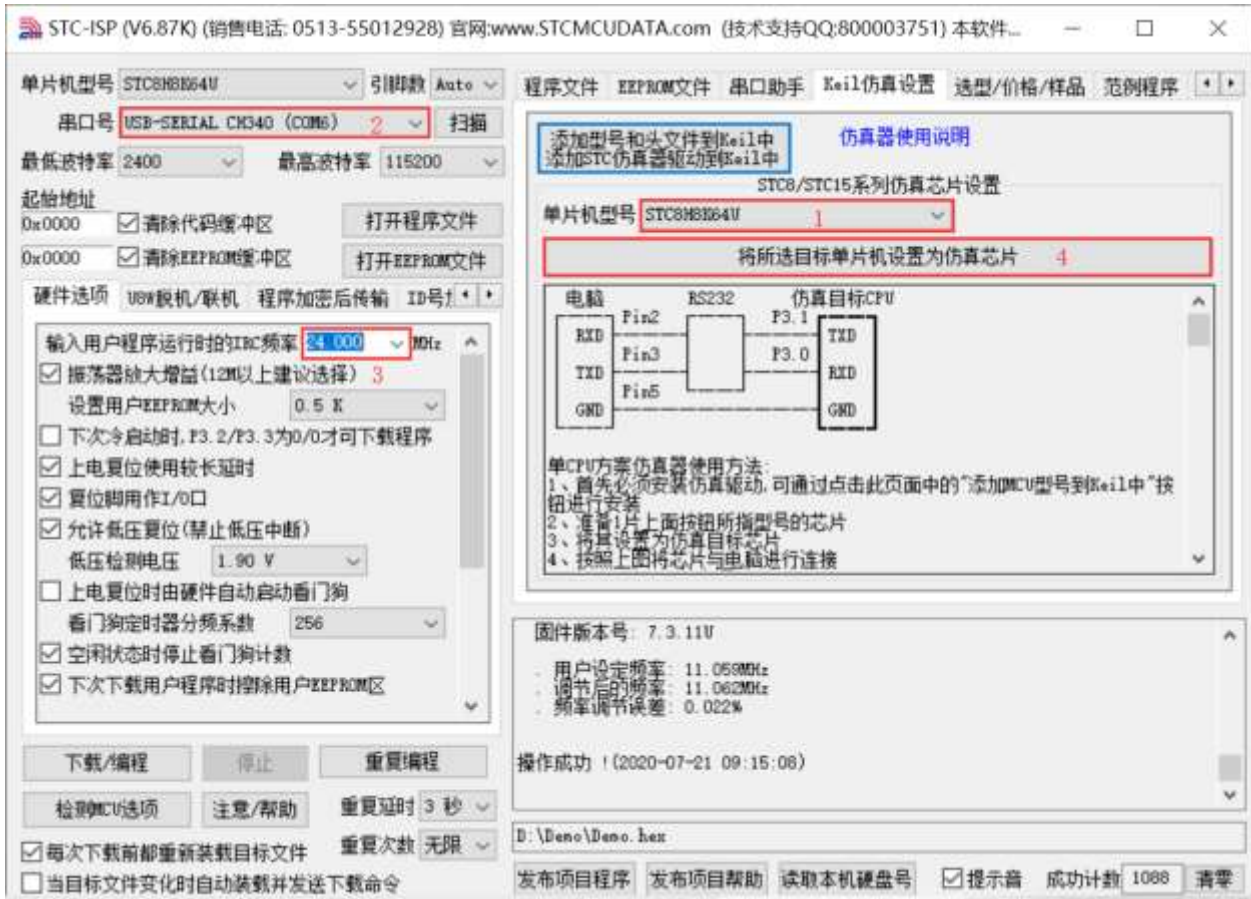 STC-ISP (V6.87K) (销售电话: 0513-55012928) 官网:www.STCMCUDATA.com (技术支持QQ:800003751) 本软件...
单片机型号 STC8H8K64U 引脚数 Auto
串口号 USB-SERIAL CH340 (COM6) 2 扫描
最低波特率 2400 最高波特率 115200
起始地址
0x0000 清除代码缓冲区 打开程序文件
0x0000 清除EEPROM缓冲区 打开EEPROM文件
硬件选项 U8W脱机/联机 程序加密后传输 ID号
输入用户程序运行时的IRC频率 24.000 MHz
振荡器放大增益(12M以上建议选择) 3
设置用户EEPROM大小 0.5 K
下次冷启动时,P3.2/P3.3为0/0才可下载程序
上电复位使用较长延时
复位脚用作I/O口
允许低压复位(禁止低压中断)
低压检测电压 1.90 V
上电复位时由硬件自动启动看门狗
看门狗定时器分频系数 256
空闲状态时停止看门狗计数
下次下载用户程序时擦除用户EEPROM区
下载/编程 停止 重复编程
检测MCU选项 注意/帮助 重复延时 3 秒
每次下载前都重新装载目标文件 重复次数 无限
当目标文件变化时自动装载并发送下载命令
程序文件 EEPROM文件 串口助手 Keil仿真设置 选型/价格/样品 范例程序
添加型号和头文件到Keil中
添加STC仿真器驱动到Keil中
仿真器使用说明
STC8/STC15系列仿真芯片设置
单片机型号 STC8H8K64U 1
将所选目标单片机设置为仿真芯片 4
电脑 RS232 仿真目标CPU
Pin2 P3.1
RXD TXD
Pin3 P3.0
TXD RXD
Pin5
GND GND
单CPU方案仿真器使用方法:
1、首先必须安装仿真驱动,可通过点击此页面中的"添加MCU型号到Keil中"按
钮进行安装
2、准备1片上面按钮所指型号的芯片
3、将其设置为仿真目标芯片
4、按照上图将芯片与电脑进行连接
固件版本号: 7.3.11U
. 用户设定频率: 11.059MHz
. 调节后的频率: 11.062MHz
. 频率调节误差: 0.022%
操作成功 !(2020-07-21 09:15:08)
D:\Demo\Demo.hex
发布项目程序 发布项目帮助 读取本机硬盘号 提示音 成功计数 1088 清零